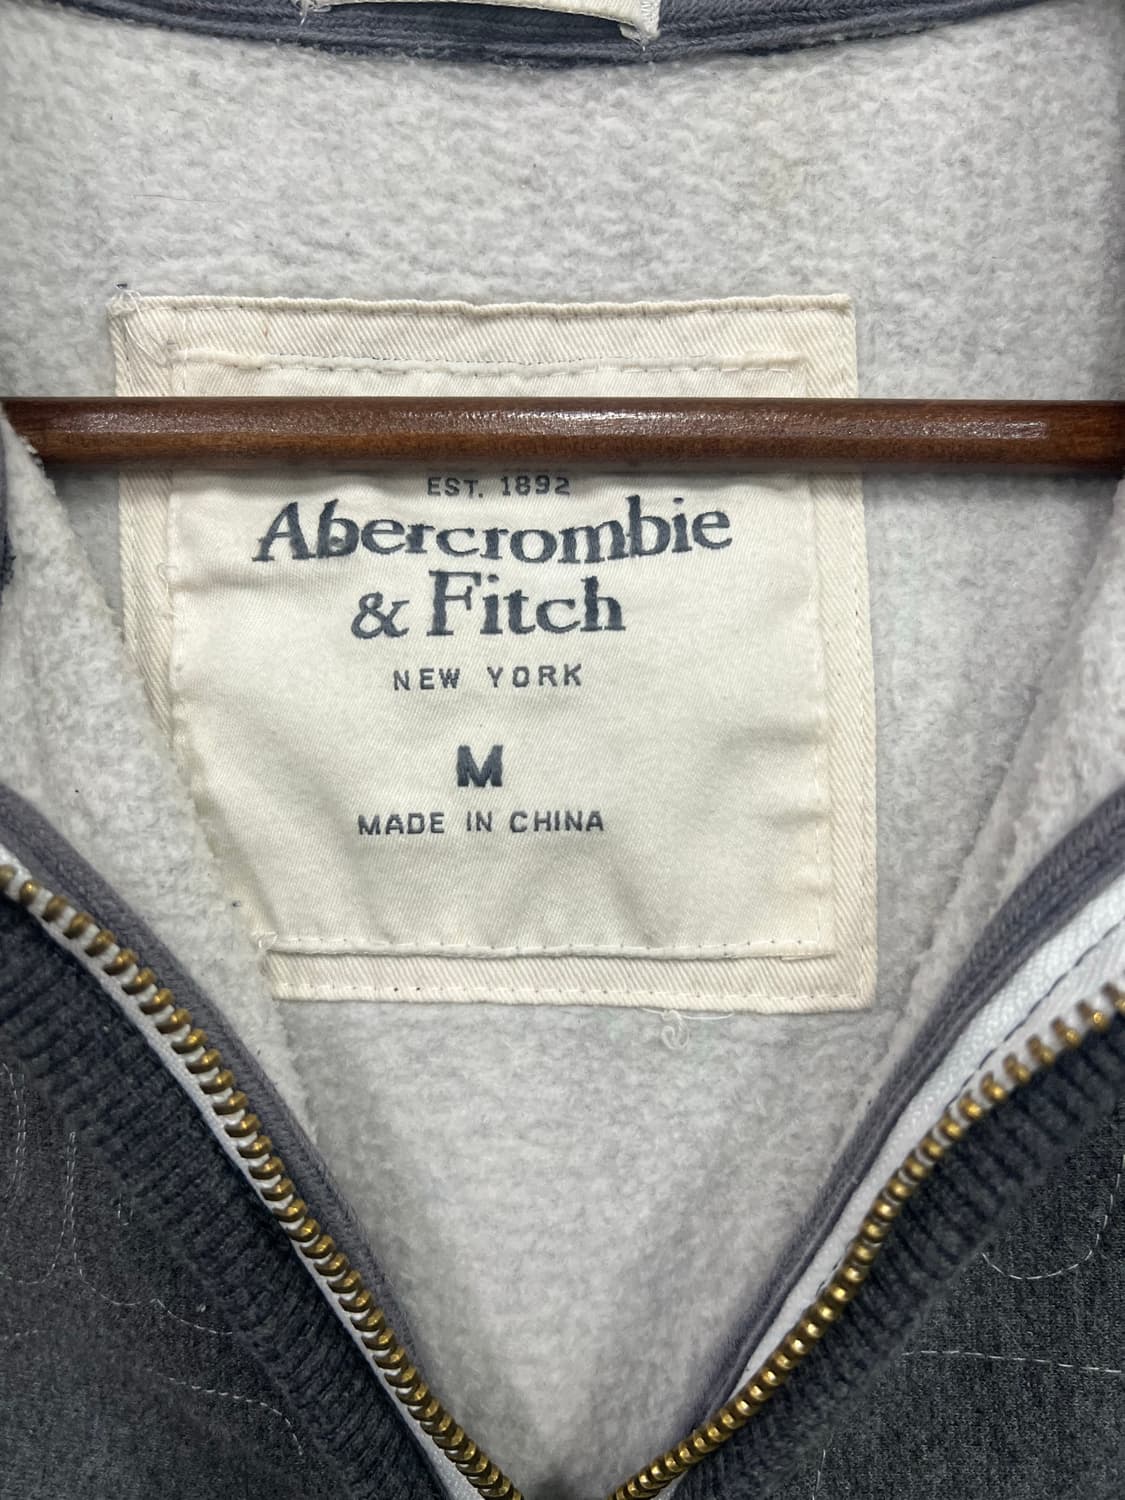 EST. 1892
Abercrombie
& Fitch
NEW YORK
M
MADE IN CHINA